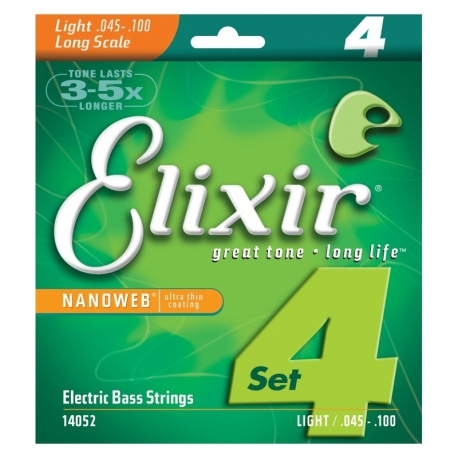 Light .045-.100
Long Scale
4
TONE LASTS
3-5x
LONGER
e
Elixir®
great tone • long life™
NANOWEB® ultra thin
coating
4
Set
Electric Bass Strings
14052
LIGHT / .045 - .100